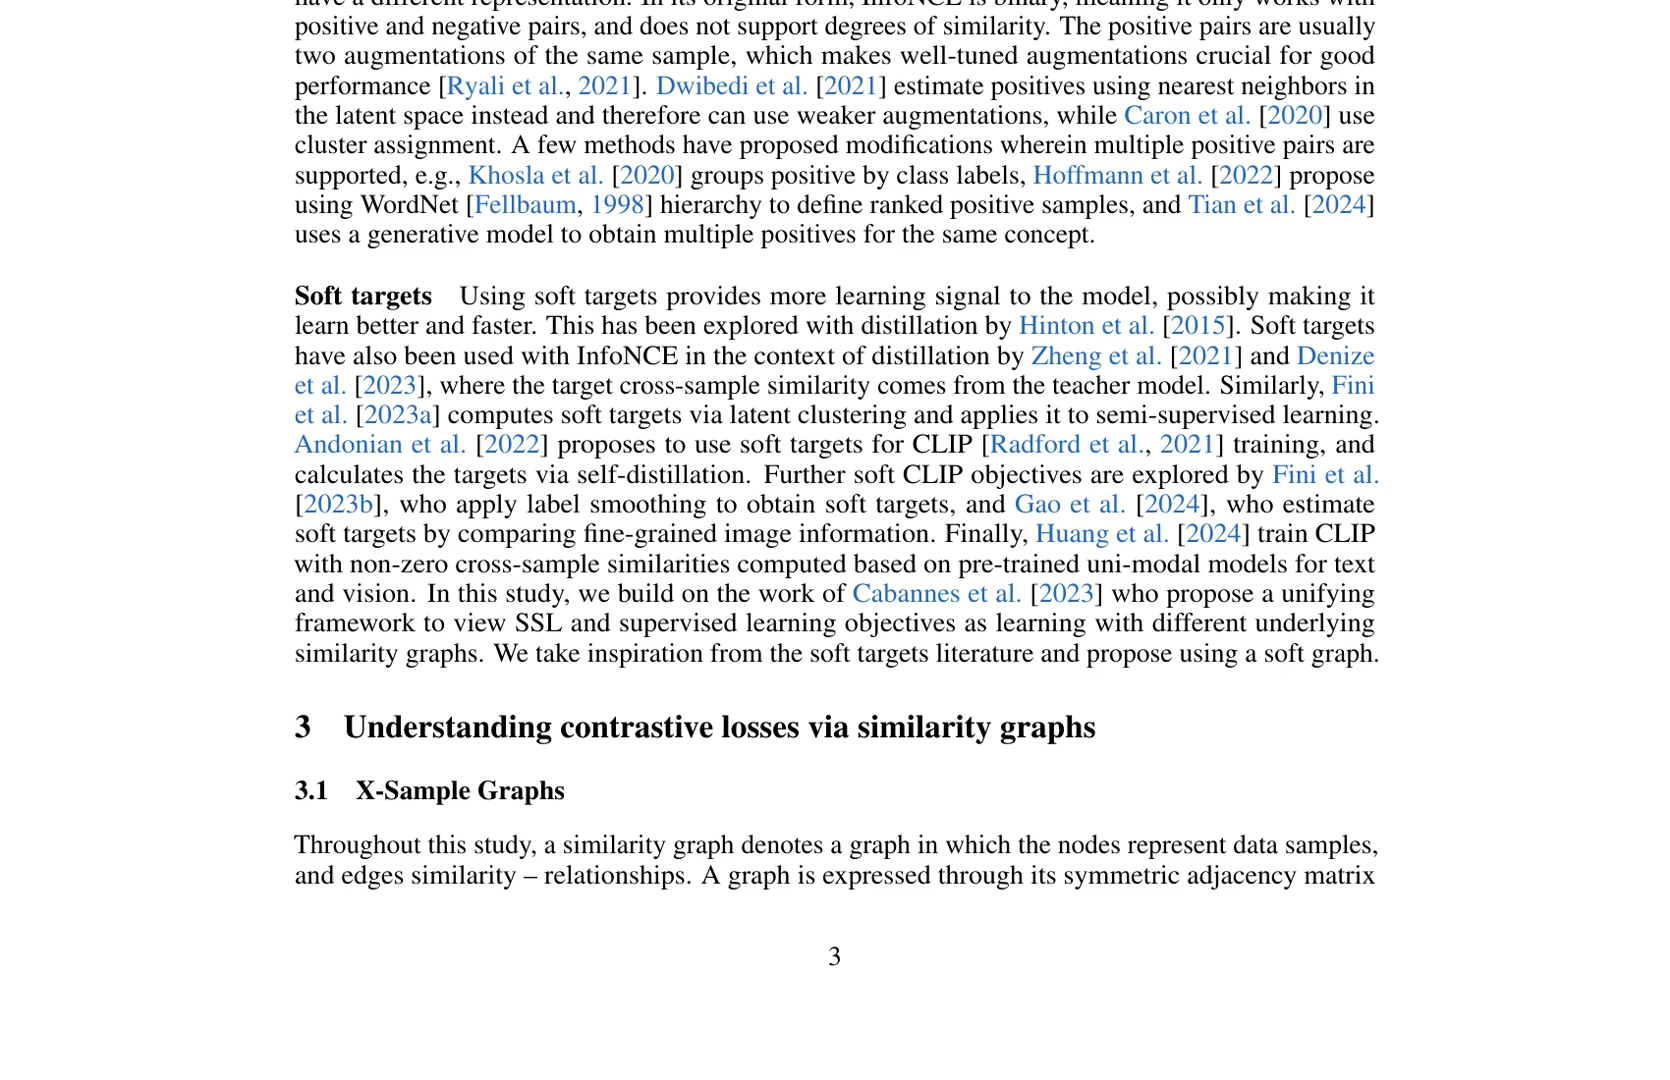 have a different representation. In its original form, InfoNCE is binary, meaning it only works with
positive and negative pairs, and does not support degrees of similarity. The positive pairs are usually
two augmentations of the same sample, which makes well-tuned augmentations crucial for good
performance [Ryali et al., 2021]. Dwibedi et al. [2021] estimate positives using nearest neighbors in
the latent space instead and therefore can use weaker augmentations, while Caron et al. [2020] use
cluster assignment. A few methods have proposed modifications wherein multiple positive pairs are
supported, e.g., Khosla et al. [2020] groups positive by class labels, Hoffmann et al. [2022] propose
using WordNet [Fellbaum, 1998] hierarchy to define ranked positive samples, and Tian et al. [2024]
uses a generative model to obtain multiple positives for the same concept.
Soft targets Using soft targets provides more learning signal to the model, possibly making it
learn better and faster. This has been explored with distillation by Hinton et al. [2015]. Soft targets
have also been used with InfoNCE in the context of distillation by Zheng et al. [2021] and Denize
et al. [2023], where the target cross-sample similarity comes from the teacher model. Similarly, Fini
et al. [2023a] computes soft targets via latent clustering and applies it to semi-supervised learning.
Andonian et al. [2022] proposes to use soft targets for CLIP [Radford et al., 2021] training, and
calculates the targets via self-distillation. Further soft CLIP objectives are explored by Fini et al.
[2023b], who apply label smoothing to obtain soft targets, and Gao et al. [2024], who estimate
soft targets by comparing fine-grained image information. Finally, Huang et al. [2024] train CLIP
with non-zero cross-sample similarities computed based on pre-trained uni-modal models for text
and vision. In this study, we build on the work of Cabannes et al. [2023] who propose a unifying
framework to view SSL and supervised learning objectives as learning with different underlying
similarity graphs. We take inspiration from the soft targets literature and propose using a soft graph.
3 Understanding contrastive losses via similarity graphs
3.1 X-Sample Graphs
Throughout this study, a similarity graph denotes a graph in which the nodes represent data samples,
and edges similarity – relationships. A graph is expressed through its symmetric adjacency matrix
3